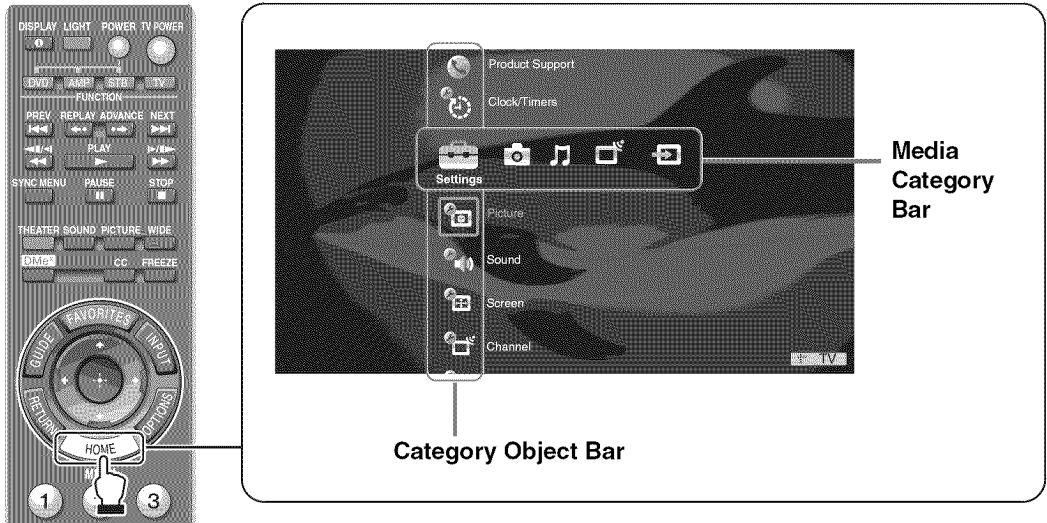 DISPLAY LIGHT POWER TV POWER
DVD AMP STB TV
FUNCTION
PREV REPLAY ADVANCE NEXT
PLAY
SYNC MENU PAUSE STOP
THEATER SOUND PICTURE WIDE
DMex CC FREEZE
GUIDE FAVORITES INPUT
RETURN OPTIONS
HOME
1 3
Product Support
Clock/Timers
Settings
Picture
Sound
Screen
Channel
TV
Media
Category
Bar
Category Object Bar